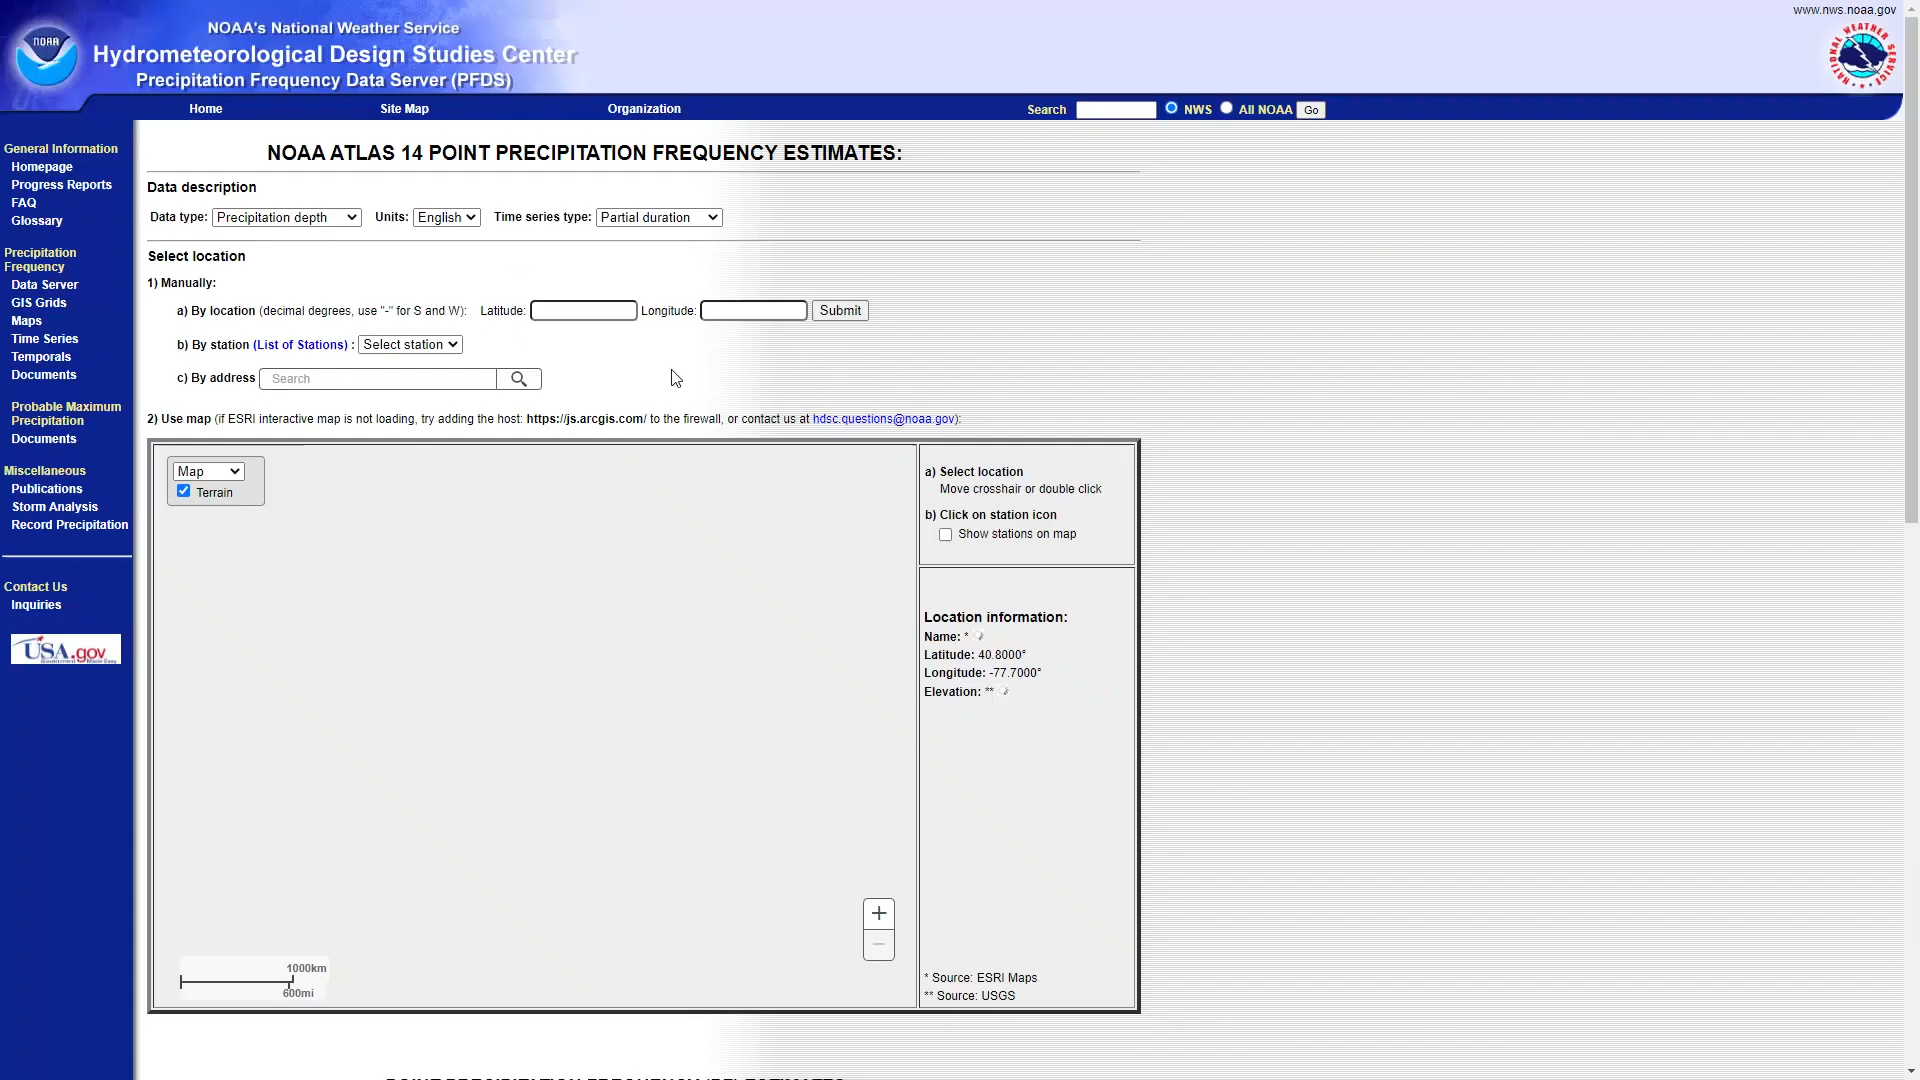 www.nws.noaa.gov
NOAA
NOAA's National Weather Service
Hydrometeorological Design Studies Center
Precipitation Frequency Data Server (PFDS)
NATIONAL WEATHER SERVICE
Home Site Map Organization Search NWS All NOAA Go
General Information
Homepage
Progress Reports
FAQ
Glossary
Precipitation
Frequency
Data Server
GIS Grids
Maps
Time Series
Temporals
Documents
Probable Maximum
Precipitation
Documents
Miscellaneous
Publications
Storm Analysis
Record Precipitation
Contact Us
Inquiries
USA.gov
NOAA ATLAS 14 POINT PRECIPITATION FREQUENCY ESTIMATES:
Data description
Data type: Precipitation depth Units: English Time series type: Partial duration
Select location
1) Manually:
a) By location (decimal degrees, use "-" for S and W): Latitude: Longitude: Submit
b) By station (List of Stations) : Select station
c) By address Search
2) Use map (if ESRI interactive map is not loading, try adding the host: https://js.arcgis.com/ to the firewall, or contact us at hdsc.questions@noaa.gov):
Map
Terrain
+
−
1000km
600mi
a) Select location
Move crosshair or double click
b) Click on station icon
Show stations on map
Location information:
Name: *
Latitude: 40.8000°
Longitude: -77.7000°
Elevation: **
* Source: ESRI Maps
** Source: USGS